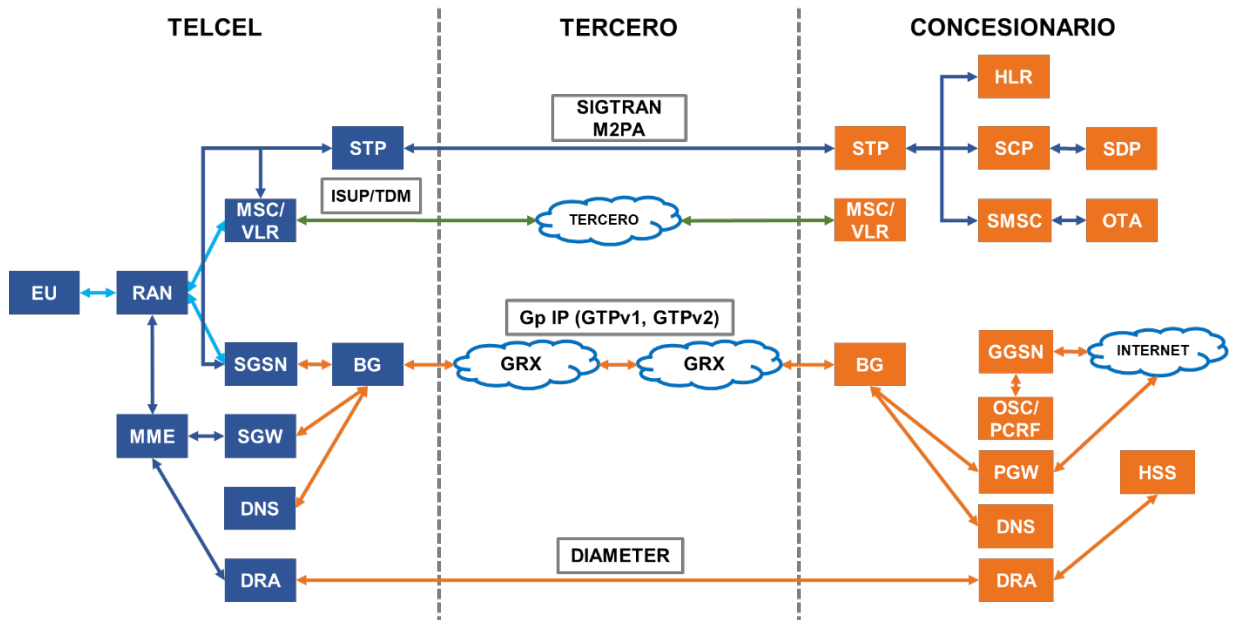 TELCEL
TERCERO
CONCESIONARIO
HLR
SIGTRAN
M2PA
STP
STP
SCP
SDP
ISUP/TDM
MSC/
VLR
TERCERO
MSC/
VLR
SMSC
OTA
EU
RAN
Gp IP (GTPv1, GTPv2)
SGSN
BG
GRX
GRX
BG
GGSN
INTERNET
OSC/
PCRF
MME
SGW
PGW
HSS
DNS
DNS
DIAMETER
DRA
DRA